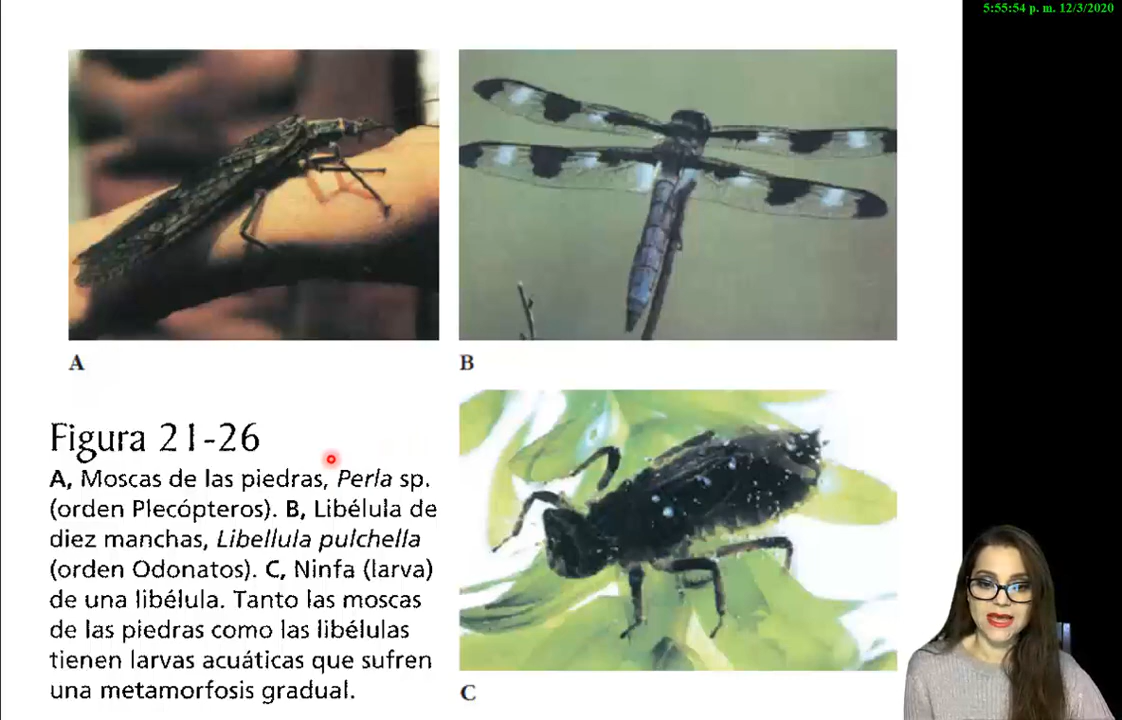 5:55:54 p. m. 12/3/2020
A
B
Figura 21-26
A, Moscas de las piedras, Perla sp.
(orden Plecópteros). B, Libélula de
diez manchas, Libellula pulchella
(orden Odonatos). C, Ninfa (larva)
de una libélula. Tanto las moscas
de las piedras como las libélulas
tienen larvas acuáticas que sufren
una metamorfosis gradual.
C